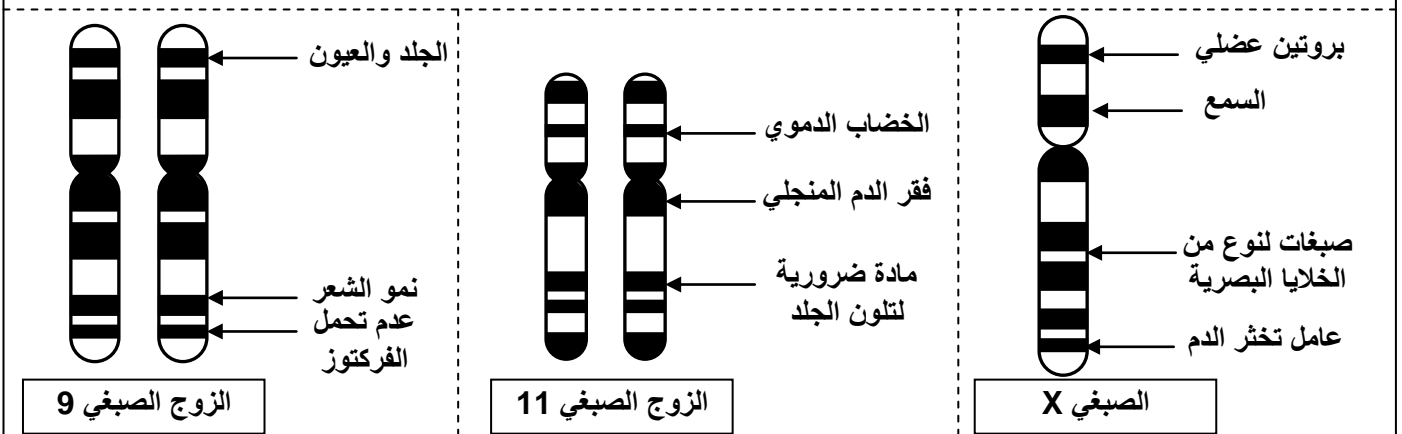 بروتين عضلي
السمع
صبغات لنوع من
الخلايا البصرية
عامل تخثر الدم
الصبغي X
الخضاب الدموي
فقر الدم المنجلي
مادة ضرورية
لتلون الجلد
الزوج الصبغي 11
الجلد والعيون
نمو الشعر
عدم تحمل
الفركتوز
الزوج الصبغي 9